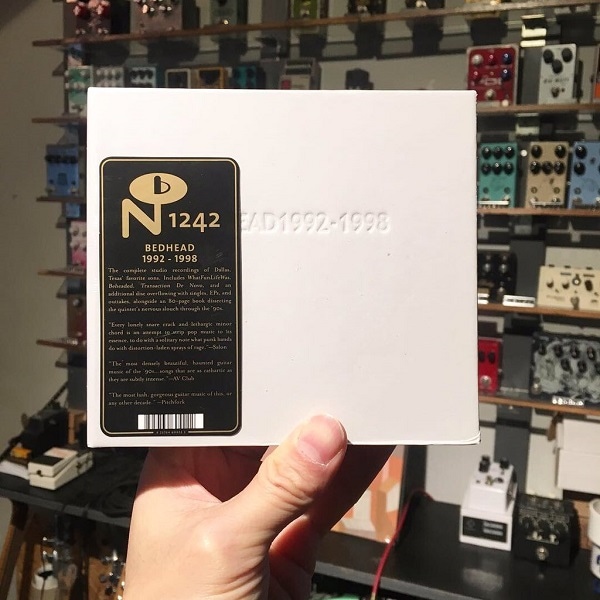 b
N 1242
EAD1992-1998
BEDHEAD
1992 - 1998
The complete studio recordings of Dallas,
Texas' favorite sons. Includes WhatFunLifeWas,
Beheaded, Transaction De Novo, and an
additional disc overflowing with singles, EPs, and
outtakes, alongside an 80-page book dissecting
the quintet's nervous slouch through the '90s.
"Every lonely snare crack and lethargic minor
chord is an attempt to strip pop music to its
essence, to do with a solitary note what punk bands
do with distortion-laden sprays of rage."—Salon
"The most densely beautiful, haunted guitar
music of the '90s... songs that are as cathartic as
they are subtly intense."—AV Club
"The most lush, gorgeous guitar music of this, or
any other decade." —Pitchfork